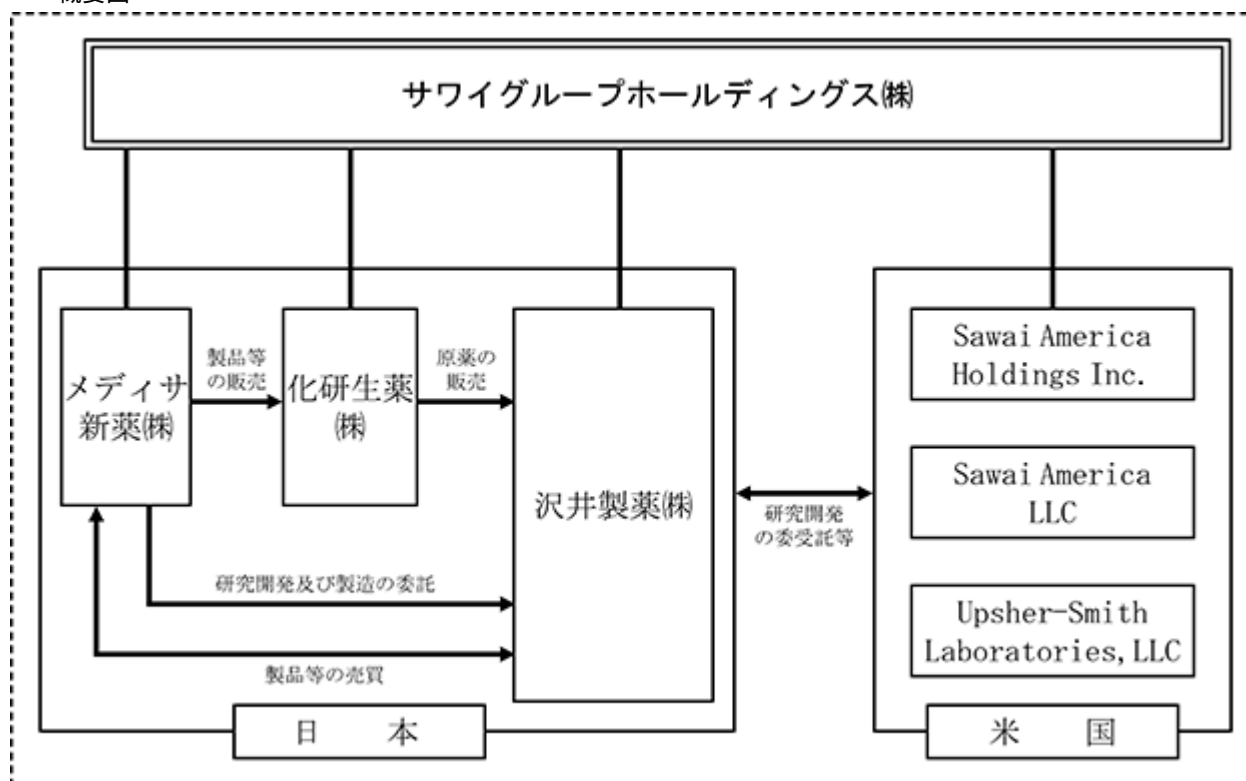 サワイグループホールディングス㈱
メディサ
新薬㈱
製品等
の販売
化研生薬
㈱
原薬の
販売
沢井製薬㈱
研究開発及び製造の委託
製品等の売買
日 本
研究開発
の委受託等
Sawai America
Holdings Inc.
Sawai America
LLC
Upsher-Smith
Laboratories, LLC
米 国